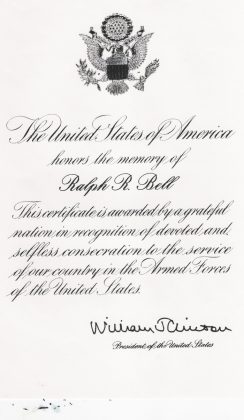 The United States of America
honors the memory of
Ralph R. Bell
This certificate is awarded by a grateful
nation in recognition of devoted and
selfless consecration to the service
of our country in the Armed Forces
of the United States.
William J Clinton
President of the United States